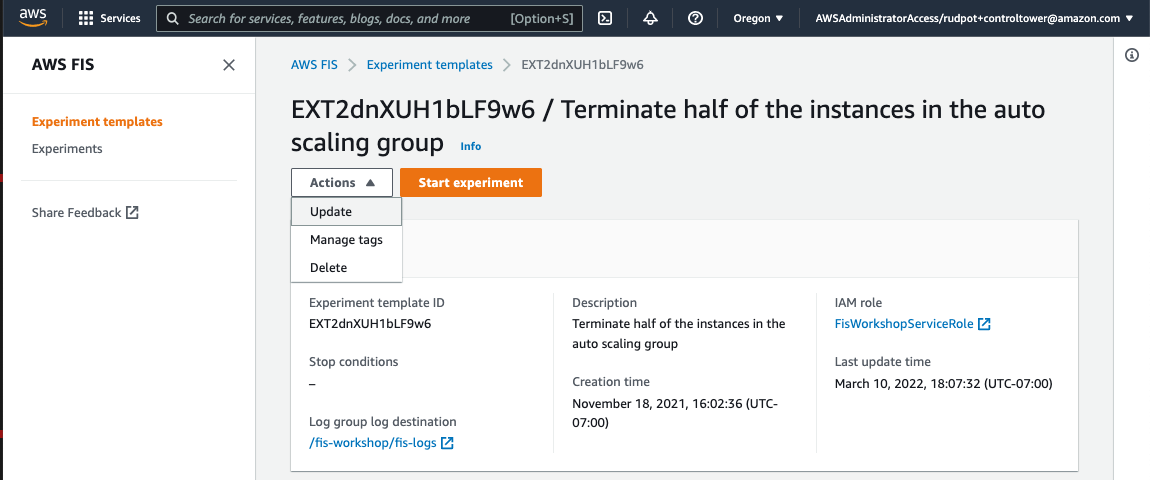 aws Services Search for services, features, blogs, docs, and more [Option+S] Oregon ▼ AWSAdministratorAccess/rudpot+controltower@amazon.com ▼
AWS FIS
Experiment templates
Experiments
Share Feedback
AWS FIS > Experiment templates > EXT2dnXUH1bLF9w6
EXT2dnXUH1bLF9w6 / Terminate half of the instances in the auto
scaling group Info
Actions ▲ Start experiment
Update
Manage tags
Delete
Experiment template ID
EXT2dnXUH1bLF9w6
Stop conditions
–
Log group log destination
/fis-workshop/fis-logs
Description
Terminate half of the instances in the
auto scaling group
Creation time
November 18, 2021, 16:02:36 (UTC-
07:00)
IAM role
FisWorkshopServiceRole
Last update time
March 10, 2022, 18:07:32 (UTC-07:00)